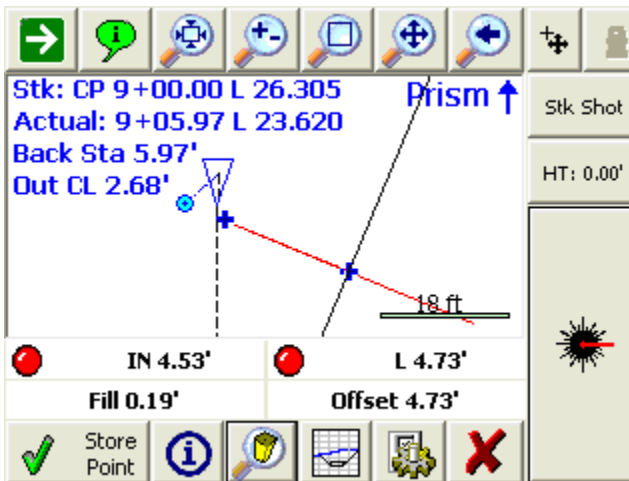 Stk: CP 9+00.00 L 26.305
Prism
Actual: 9+05.97 L 23.620
Back Sta 5.97'
Out CL 2.68'
18 ft
IN 4.53'
L 4.73'
Fill 0.19'
Offset 4.73'
Store
Point
Stk Shot
HT: 0.00'